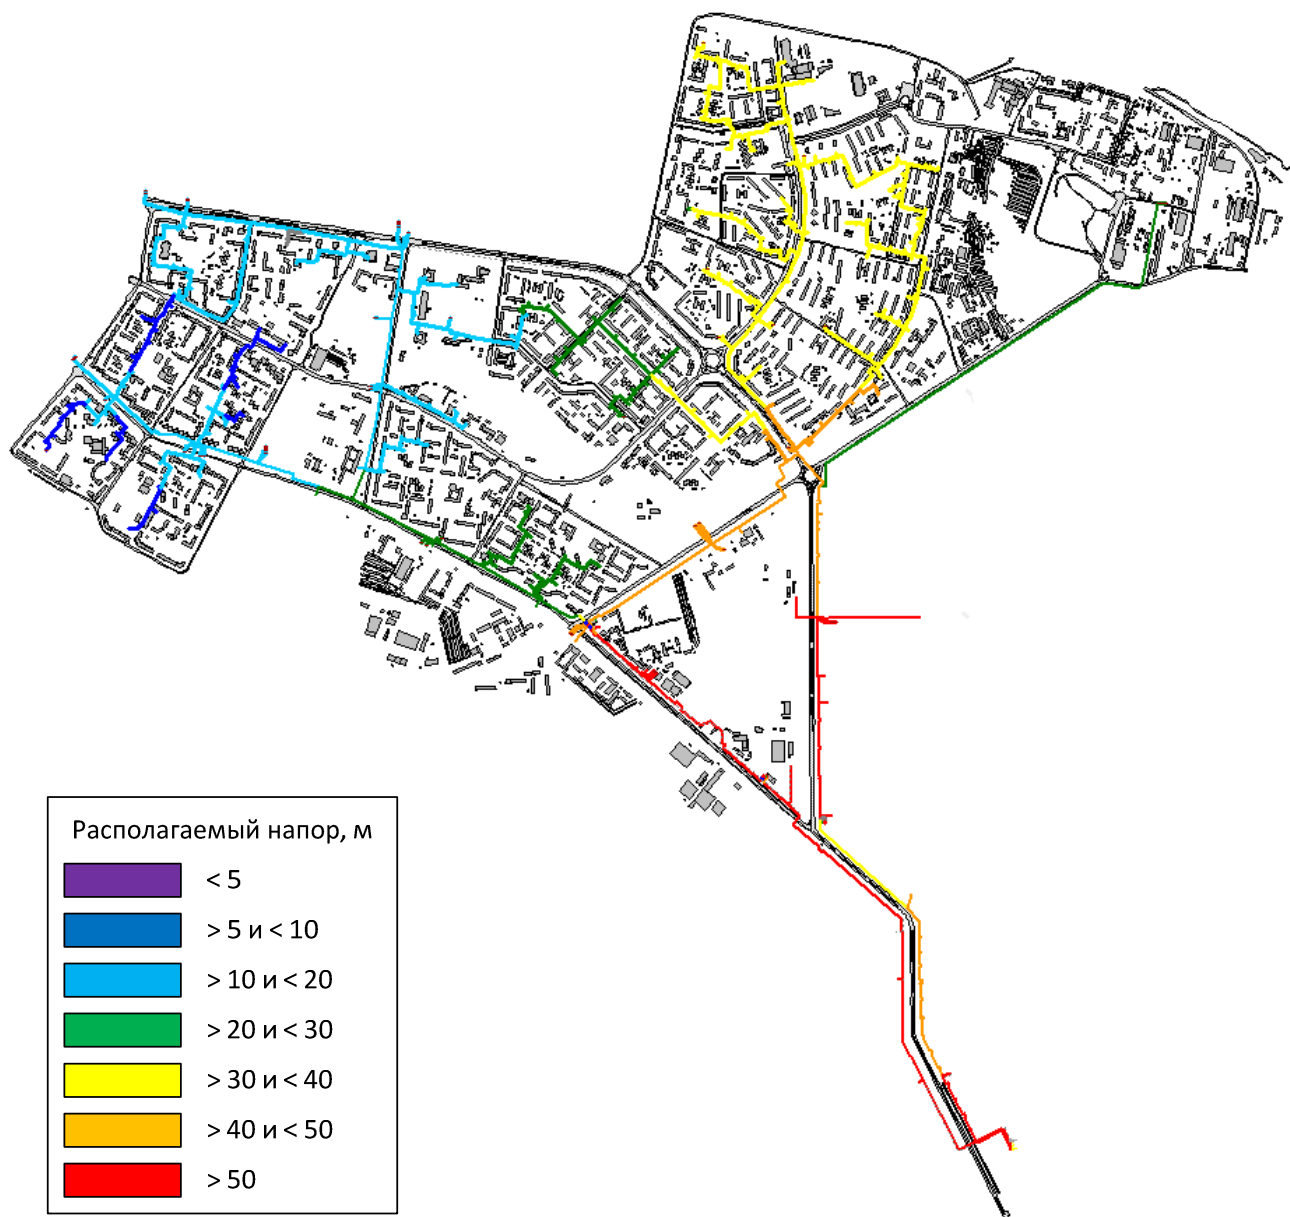 Располагаемый напор, м
< 5
> 5 и < 10
> 10 и < 20
> 20 и < 30
> 30 и < 40
> 40 и < 50
> 50